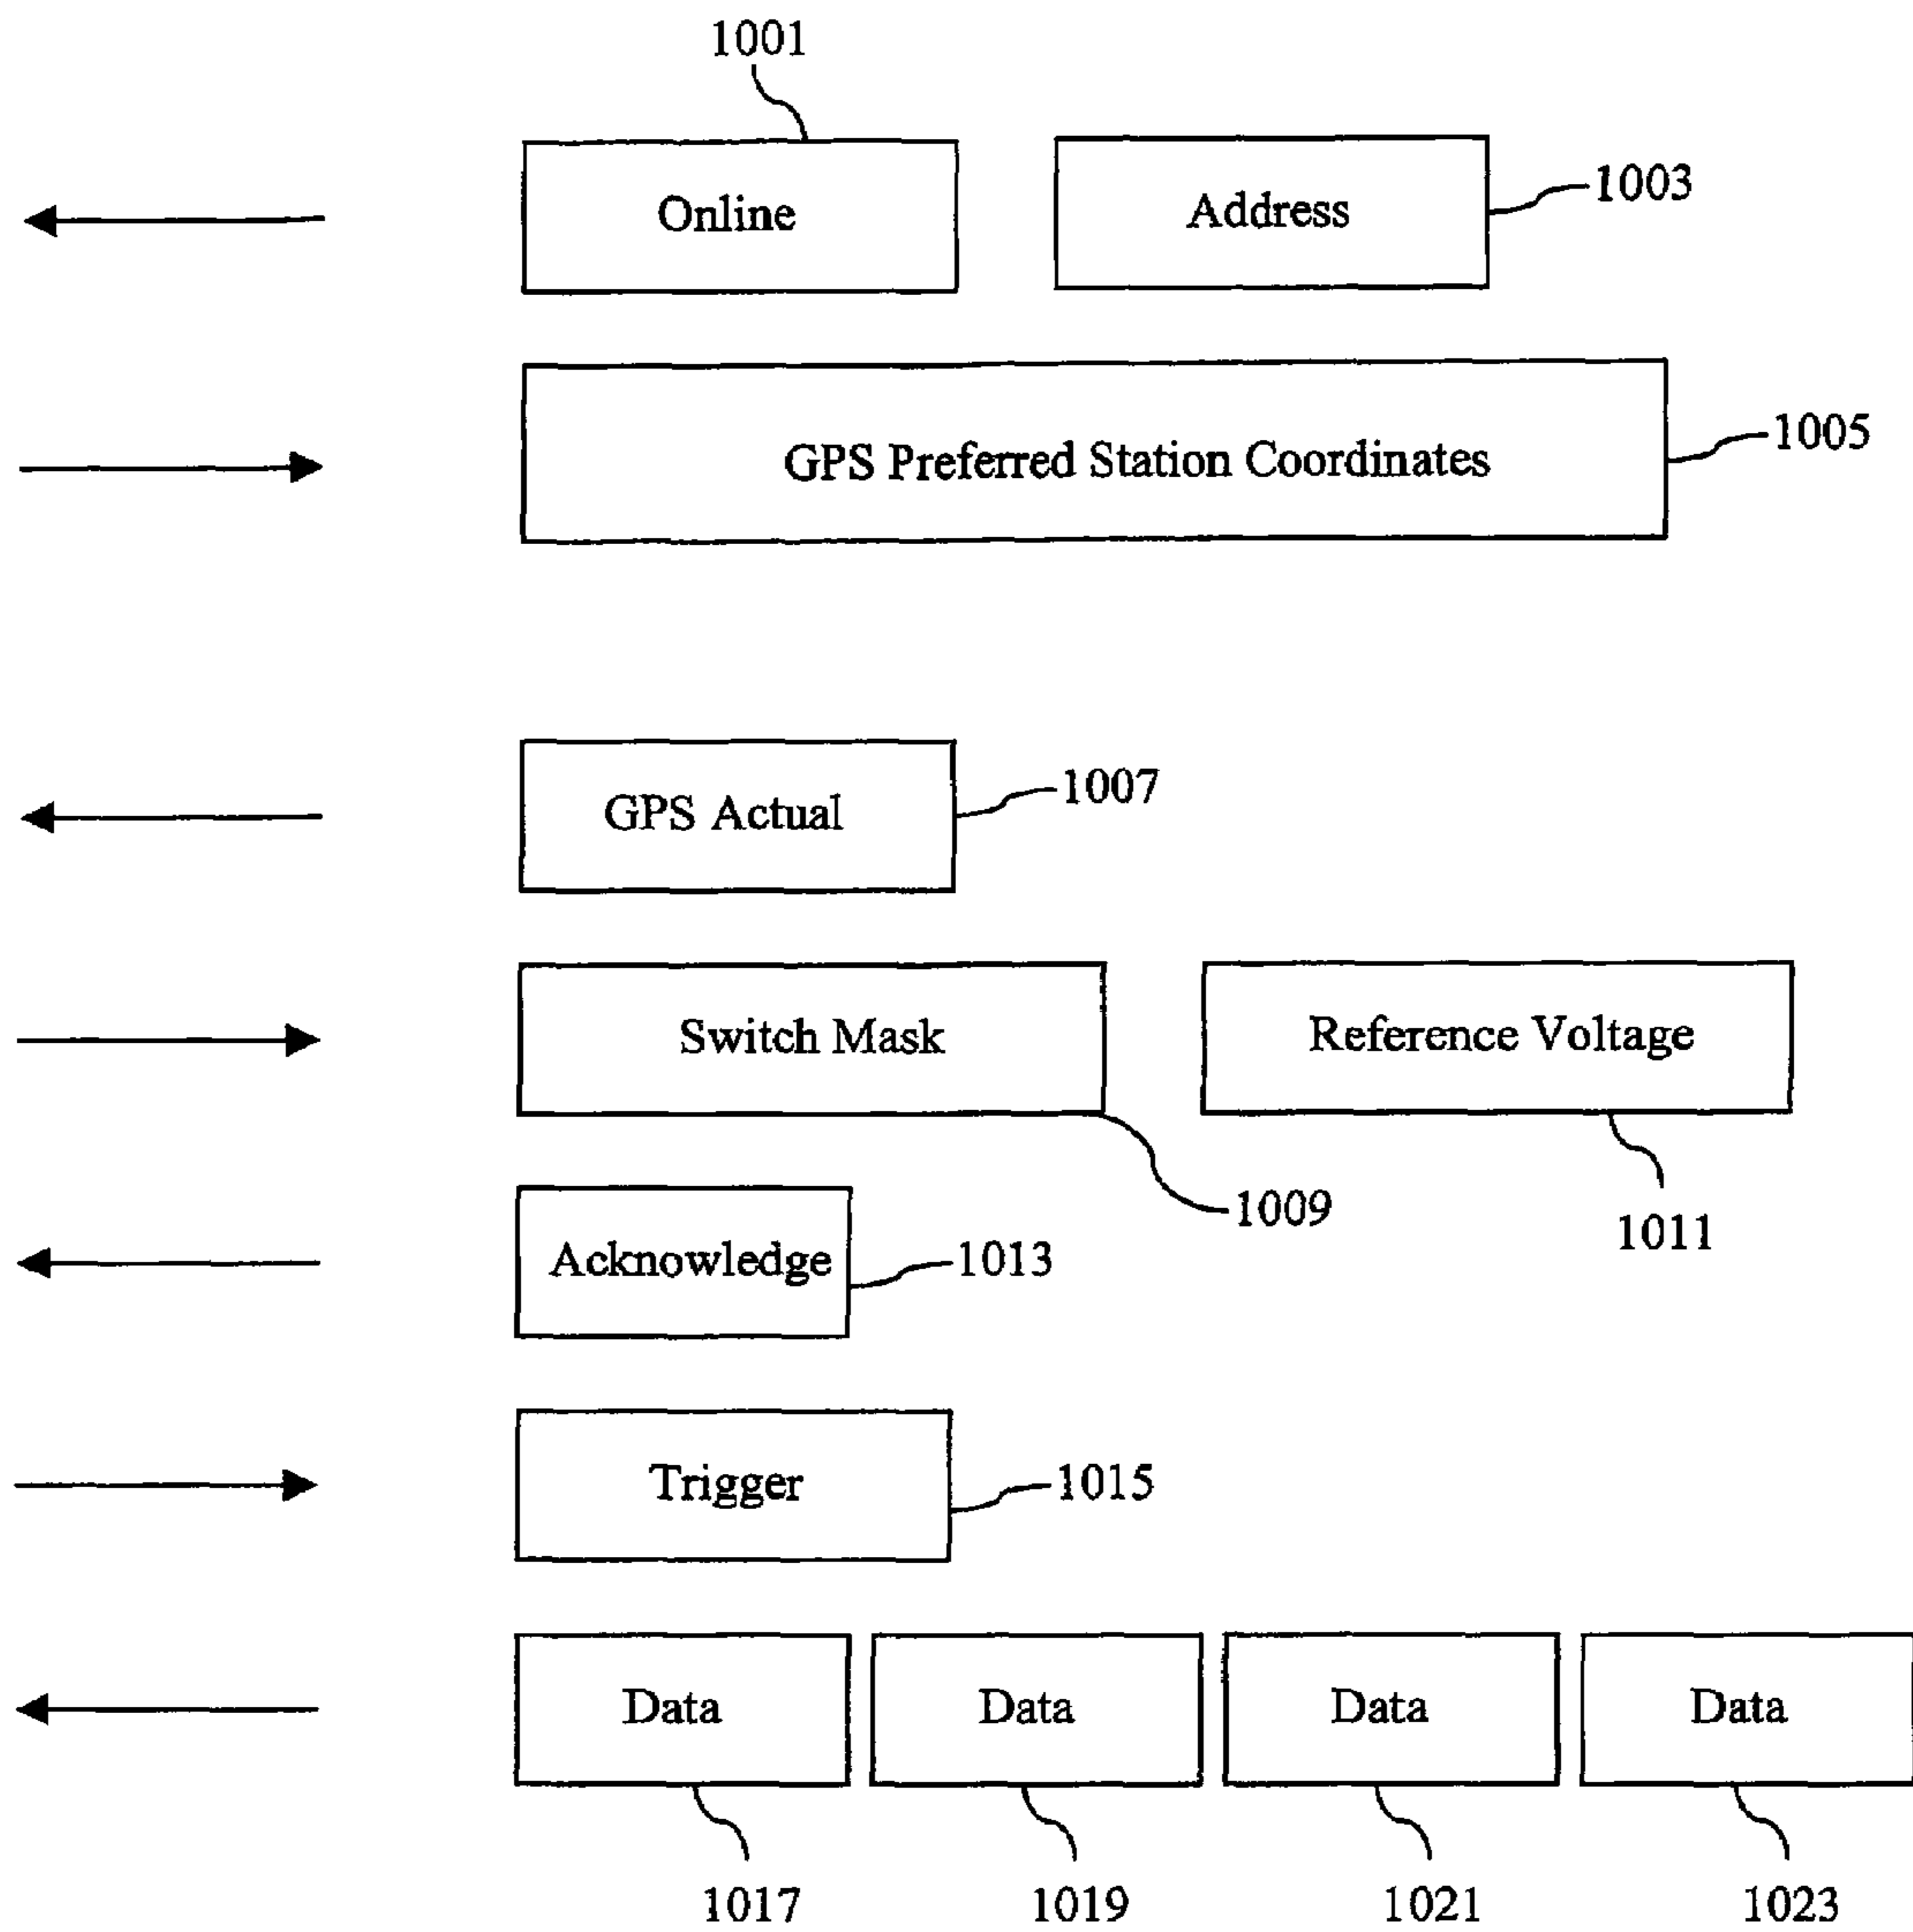 1001
Online
Address
1003
GPS Preferred Station Coordinates
1005
GPS Actual
1007
Switch Mask
Reference Voltage
1009
1011
Acknowledge
1013
Trigger
1015
Data
Data
Data
Data
1017
1019
1021
1023